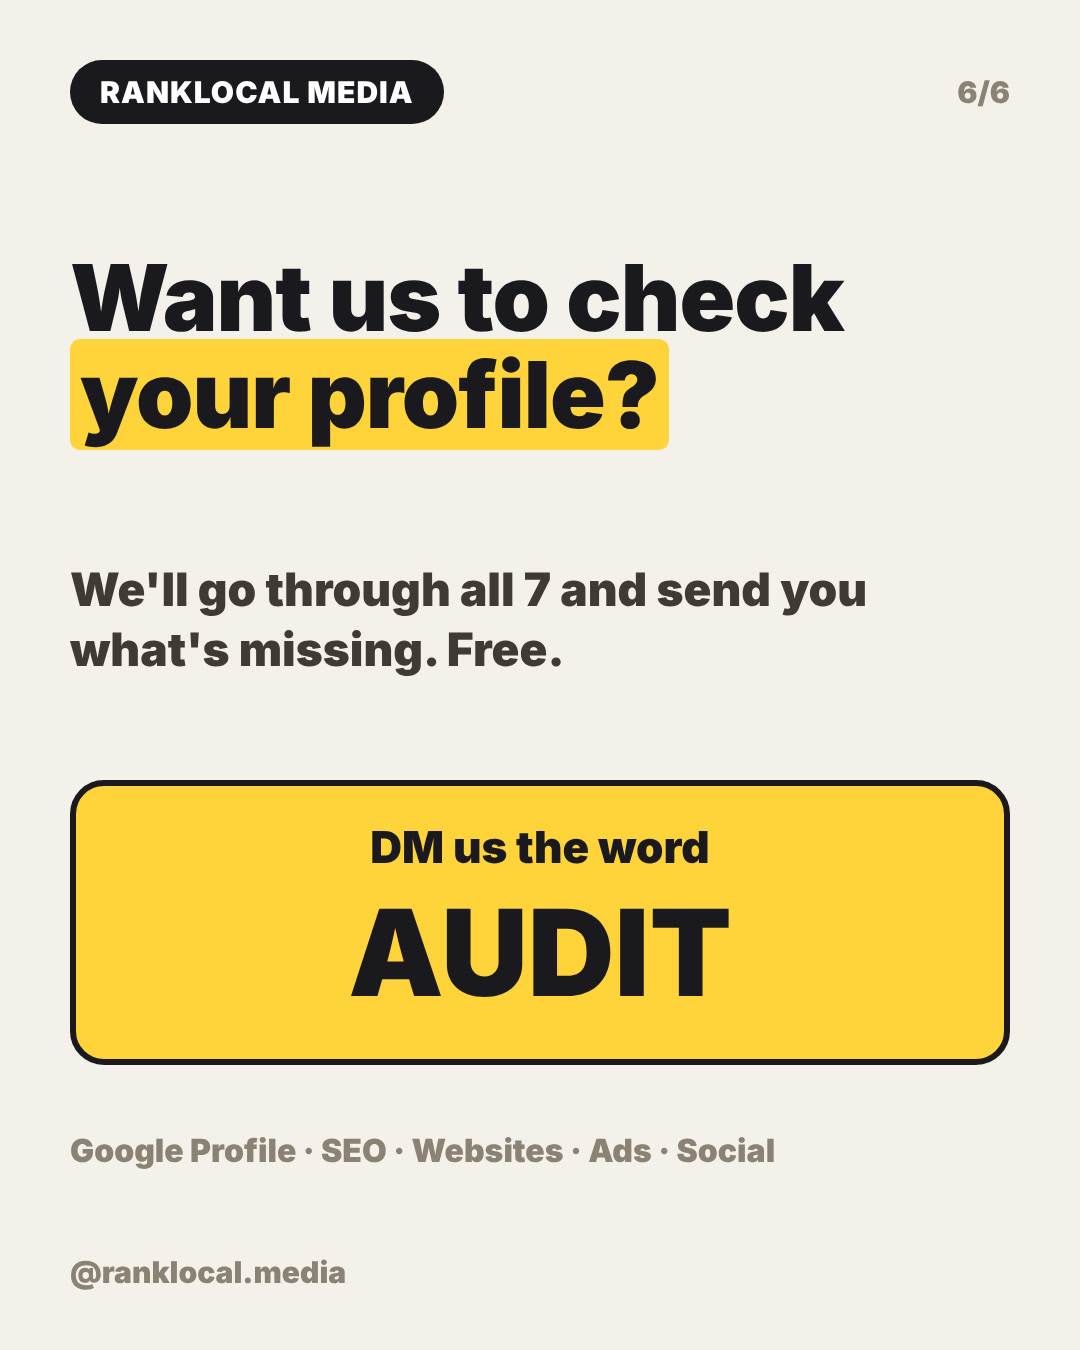 RANKLOCAL MEDIA
6/6
Want us to check
your profile?
We'll go through all 7 and send you
what's missing. Free.
DM us the word
AUDIT
Google Profile · SEO · Websites · Ads · Social
@ranklocal.media